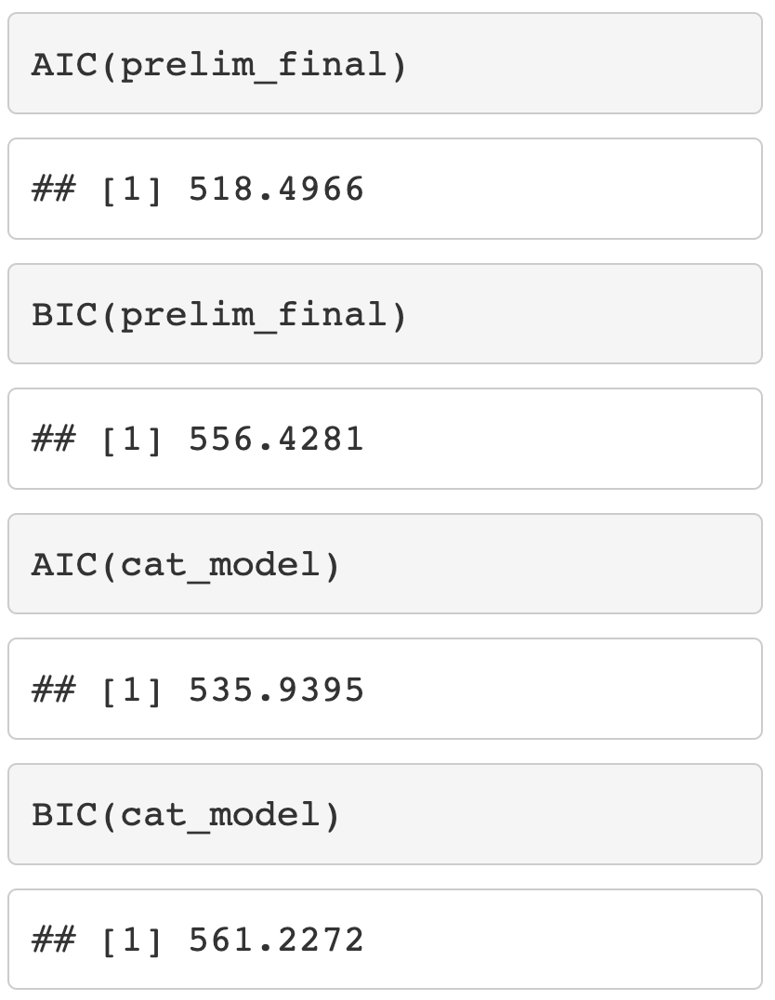 AIC(prelim_final)
## [1] 518.4966
BIC(prelim_final)
## [1] 556.4281
AIC(cat_model)
## [1] 535.9395
BIC(cat_model)
## [1] 561.2272